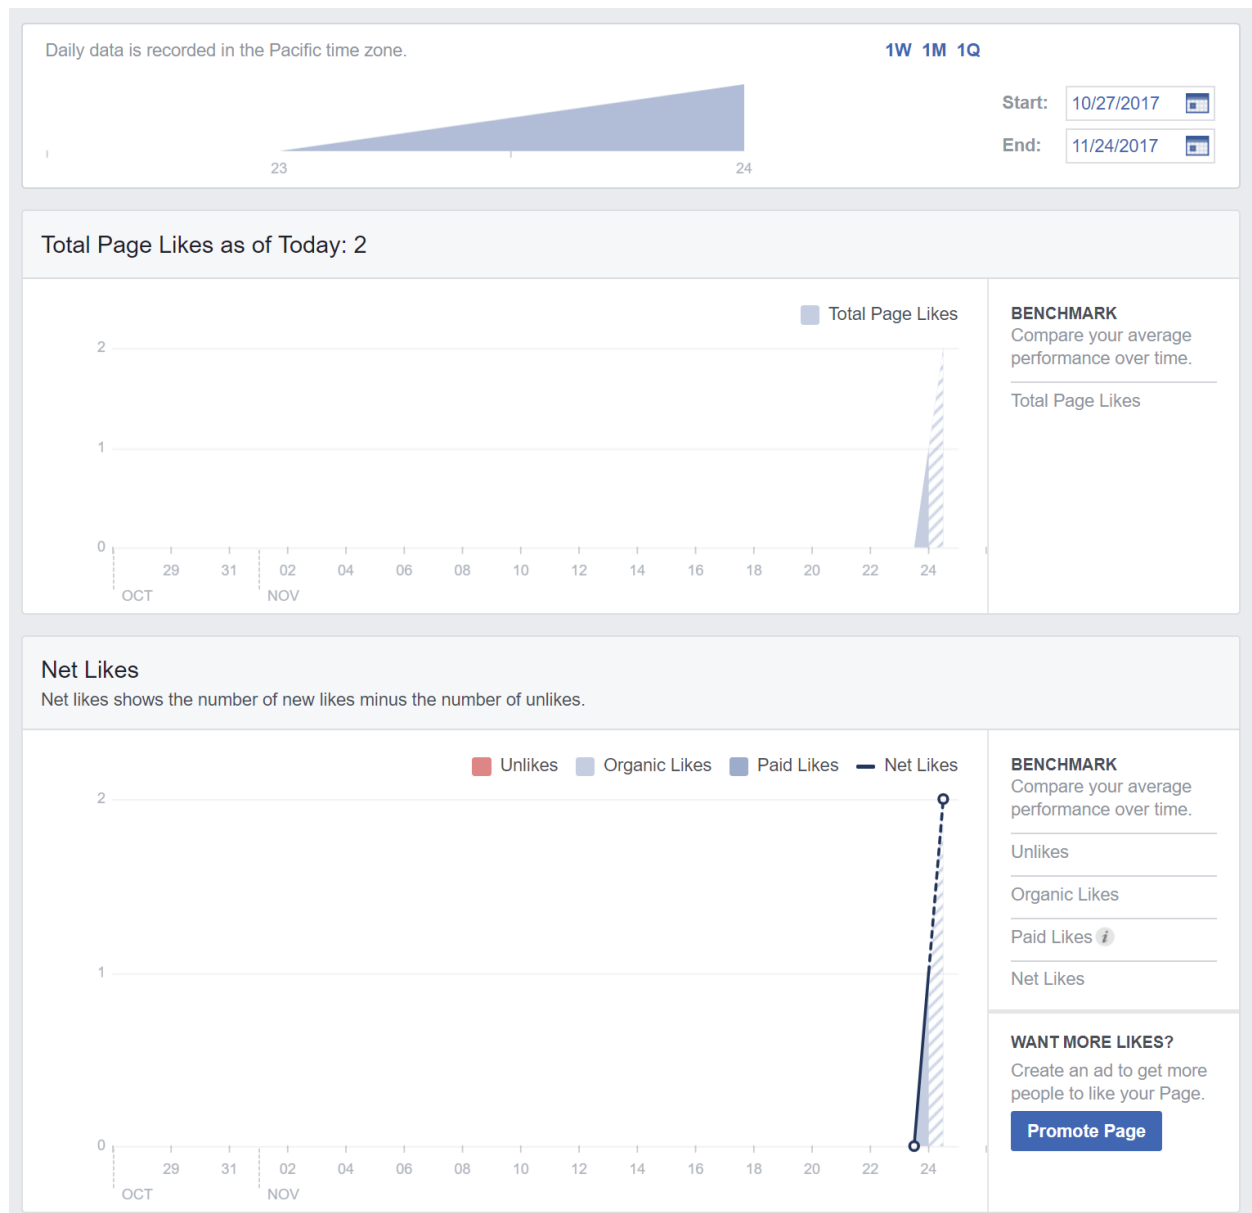 Daily data is recorded in the Pacific time zone.
1W 1M 1Q
Start: 10/27/2017
End: 11/24/2017
23 24
Total Page Likes as of Today: 2
Total Page Likes
2
1
0
29 31 02 04 06 08 10 12 14 16 18 20 22 24
OCT NOV
BENCHMARK
Compare your average
performance over time.
Total Page Likes
Net Likes
Net likes shows the number of new likes minus the number of unlikes.
Unlikes Organic Likes Paid Likes Net Likes
2
1
0
29 31 02 04 06 08 10 12 14 16 18 20 22 24
OCT NOV
BENCHMARK
Compare your average
performance over time.
Unlikes
Organic Likes
Paid Likes i
Net Likes
WANT MORE LIKES?
Create an ad to get more
people to like your Page.
Promote Page